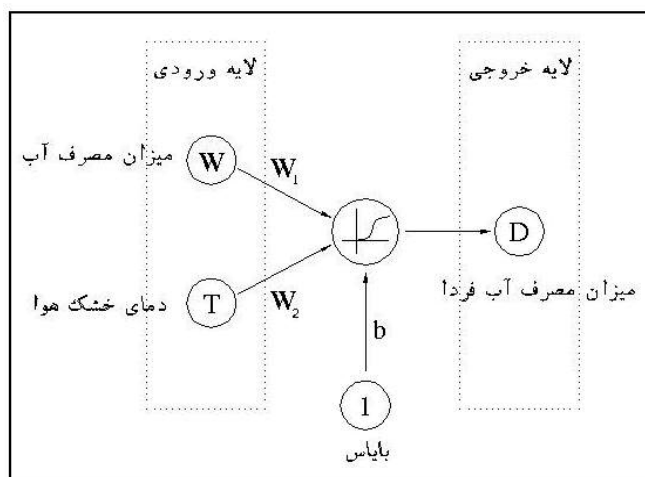 لایه خروجی
لایه ورودی
میزان مصرف آب
W
W1
D
میزان مصرف آب فردا
دمای خشک هوا
T
W2
b
1
بایاس